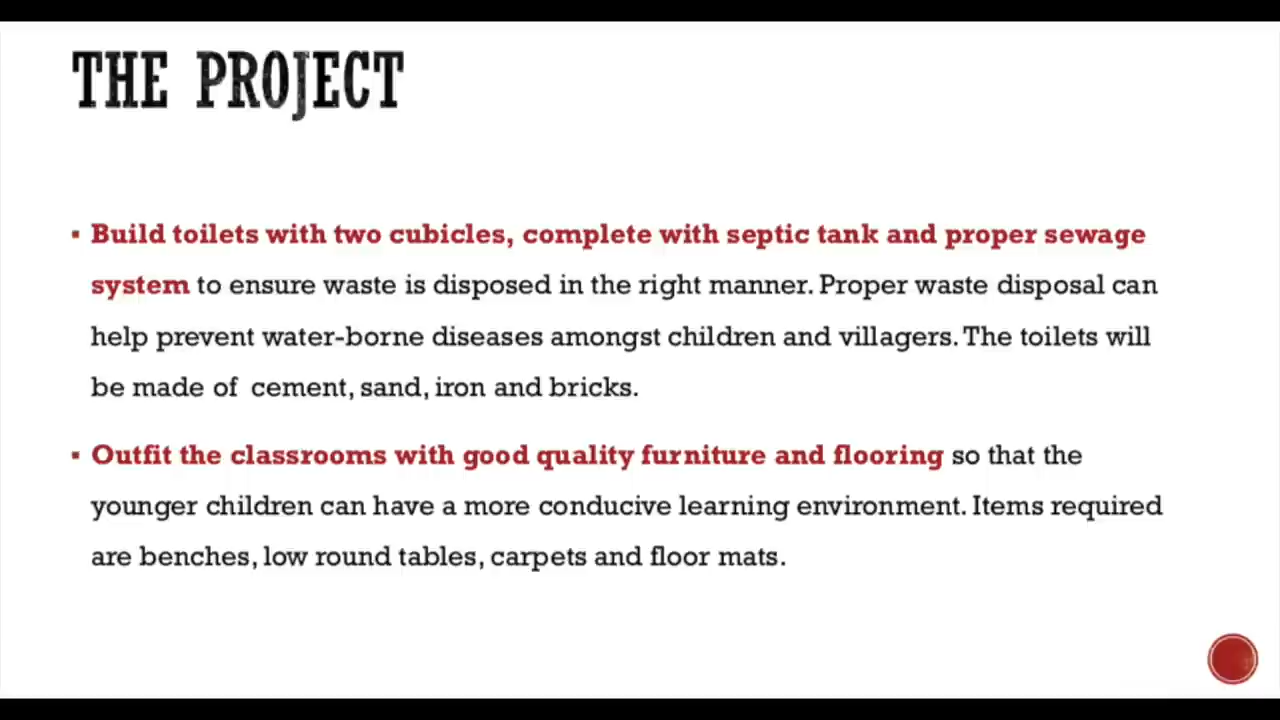 THE PROJECT
▪ Build toilets with two cubicles, complete with septic tank and proper sewage
system to ensure waste is disposed in the right manner. Proper waste disposal can
help prevent water-borne diseases amongst children and villagers. The toilets will
be made of cement, sand, iron and bricks.
▪ Outfit the classrooms with good quality furniture and flooring so that the
younger children can have a more conducive learning environment. Items required
are benches, low round tables, carpets and floor mats.